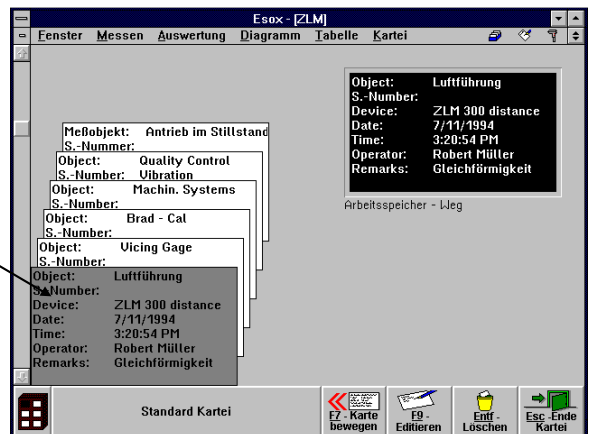 Esox - [ZLM]
Fenster Messen Auswertung Diagramm Tabelle Kartei
Meßobjekt: Antrieb im Stillstand
S.-Nummer:
Object: Quality Control
S.-Number: Vibration
Object: Machin. Systems
S.-Number:
Object: Brad - Cal
S.-Number:
Object: Vicing Gage
S.-Number:
Object: Luftführung
S.-Number:
Device: ZLM 300 distance
Date: 7/11/1994
Time: 3:20:54 PM
Operator: Robert Müller
Remarks: Gleichförmigkeit
Object: Luftführung
S.-Number:
Device: ZLM 300 distance
Date: 7/11/1994
Time: 3:20:54 PM
Operator: Robert Müller
Remarks: Gleichförmigkeit
Arbeitsspeicher - Weg
Standard Kartei
F7 - Karte
bewegen
F9 -
Editieren
Entf -
Löschen
Esc -Ende
Kartei